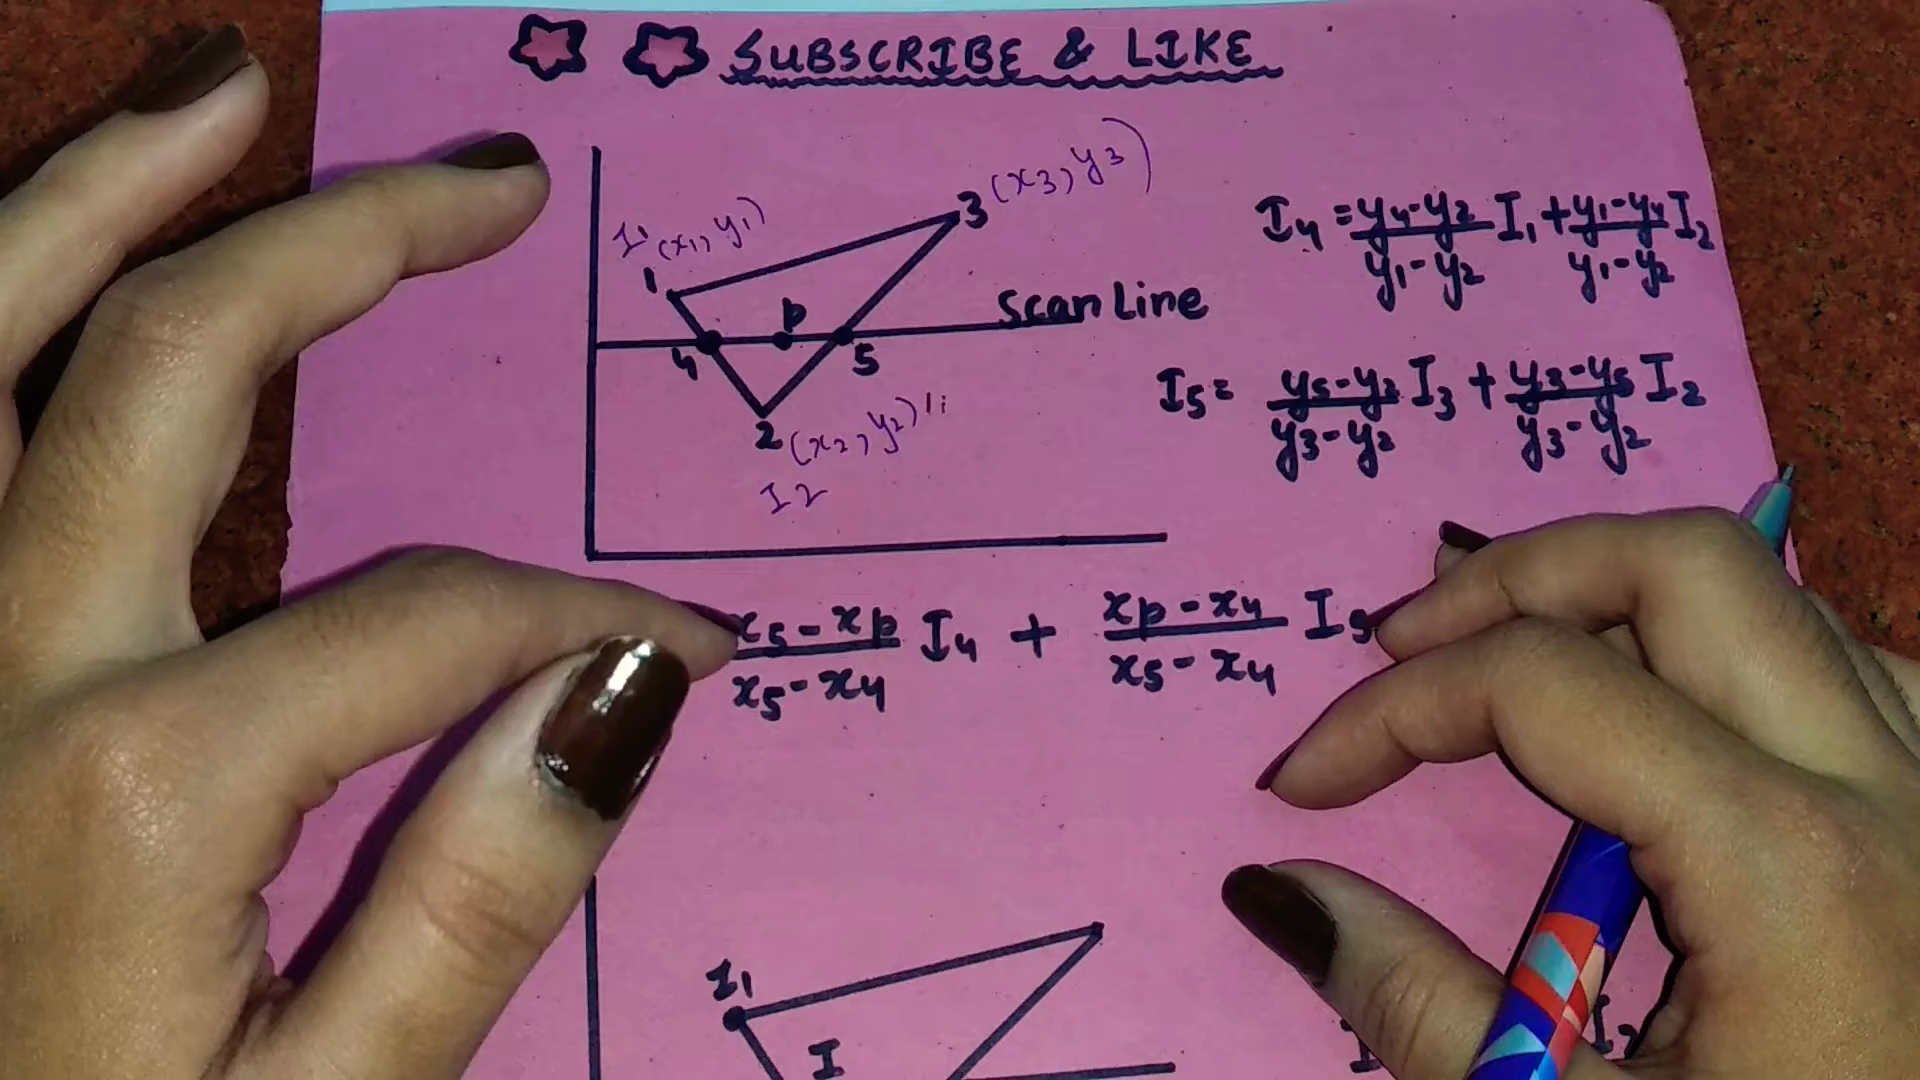 SUBSCRIBE & LIKE
3 (x3, y3)
I1 (x1, y1)
1
P
Scan Line
4
5
2 (x2, y2)
I2
I4 = y4-y2/y1-y2 I1 + y1-y4/y1-y2 I2
I5 = y5-y2/y3-y2 I3 + y3-y5/y3-y2 I2
x5-xp/x5-x4 I4 + xp-x4/x5-x4 I5
I1
I